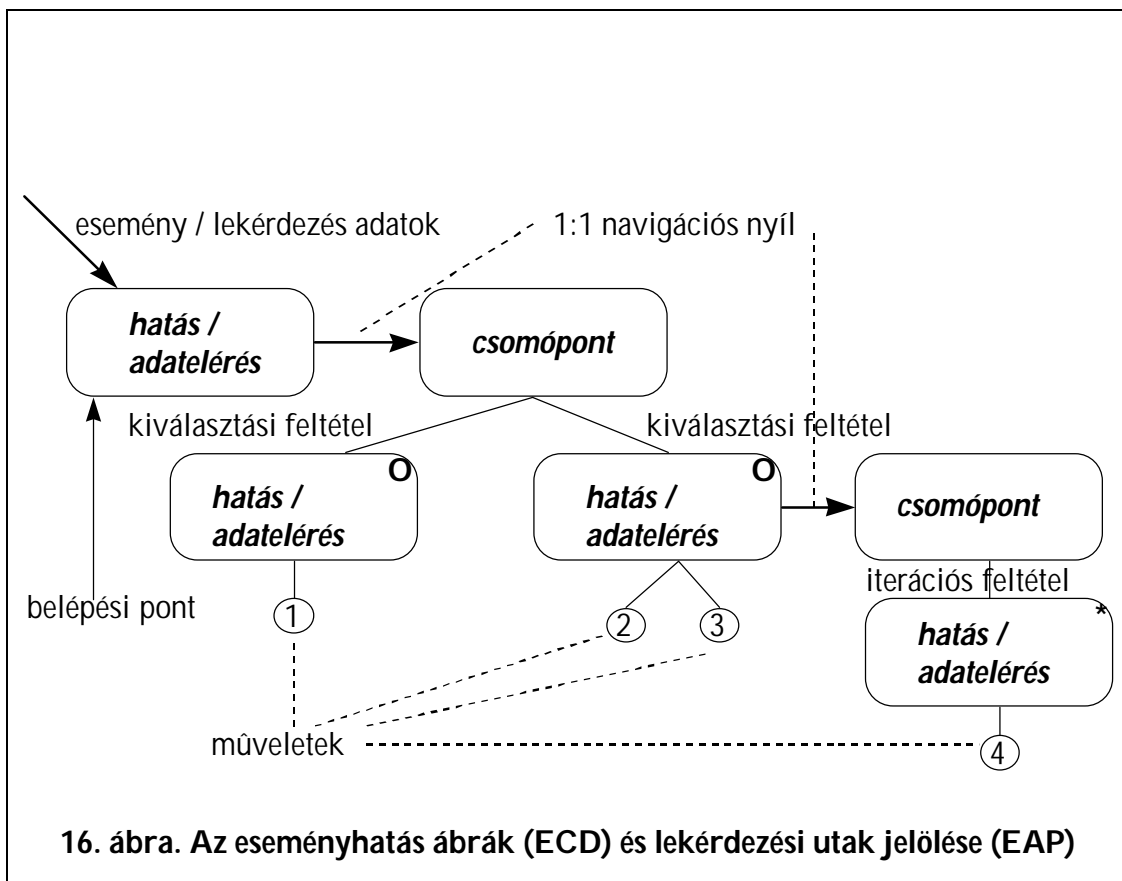 esemény / lekérdezés adatok
1:1 navigációs nyíl
hatás /
adatelérés
csomópont
kiválasztási feltétel
kiválasztási feltétel
O
hatás /
adatelérés
O
hatás /
adatelérés
csomópont
iterációs feltétel
belépési pont
1
2
3
*
hatás /
adatelérés
mûveletek
4
16. ábra. Az eseményhatás ábrák (ECD) és lekérdezési utak jelölése (EAP)